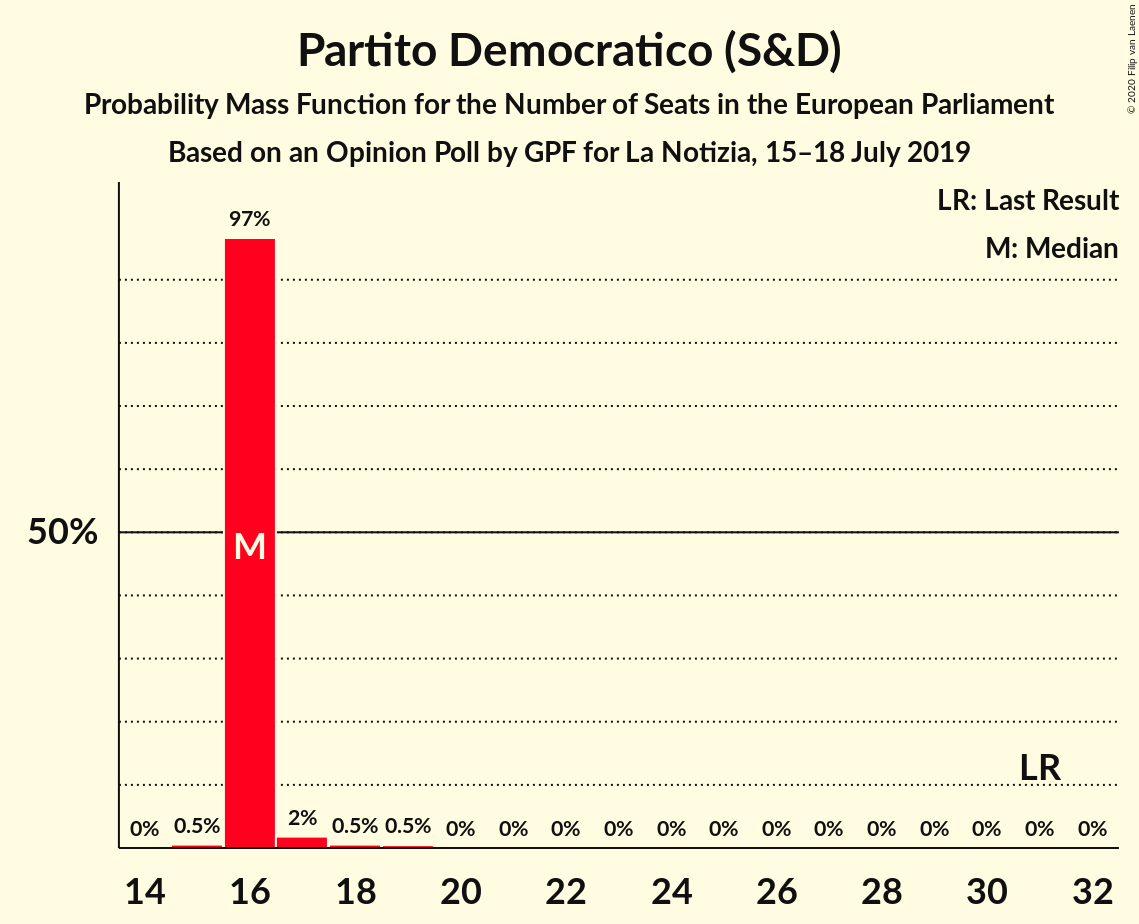 Partito Democratico (S&D)
Probability Mass Function for the Number of Seats in the European Parliament
Based on an Opinion Poll by GPF for La Notizia, 15–18 July 2019
© 2020 Filip van Laenen
LR: Last Result
M: Median
97%
50%
M
LR
0% 0.5% 2% 0.5% 0.5% 0% 0% 0% 0% 0% 0% 0% 0% 0% 0% 0% 0% 0%
14 16 18 20 22 24 26 28 30 32